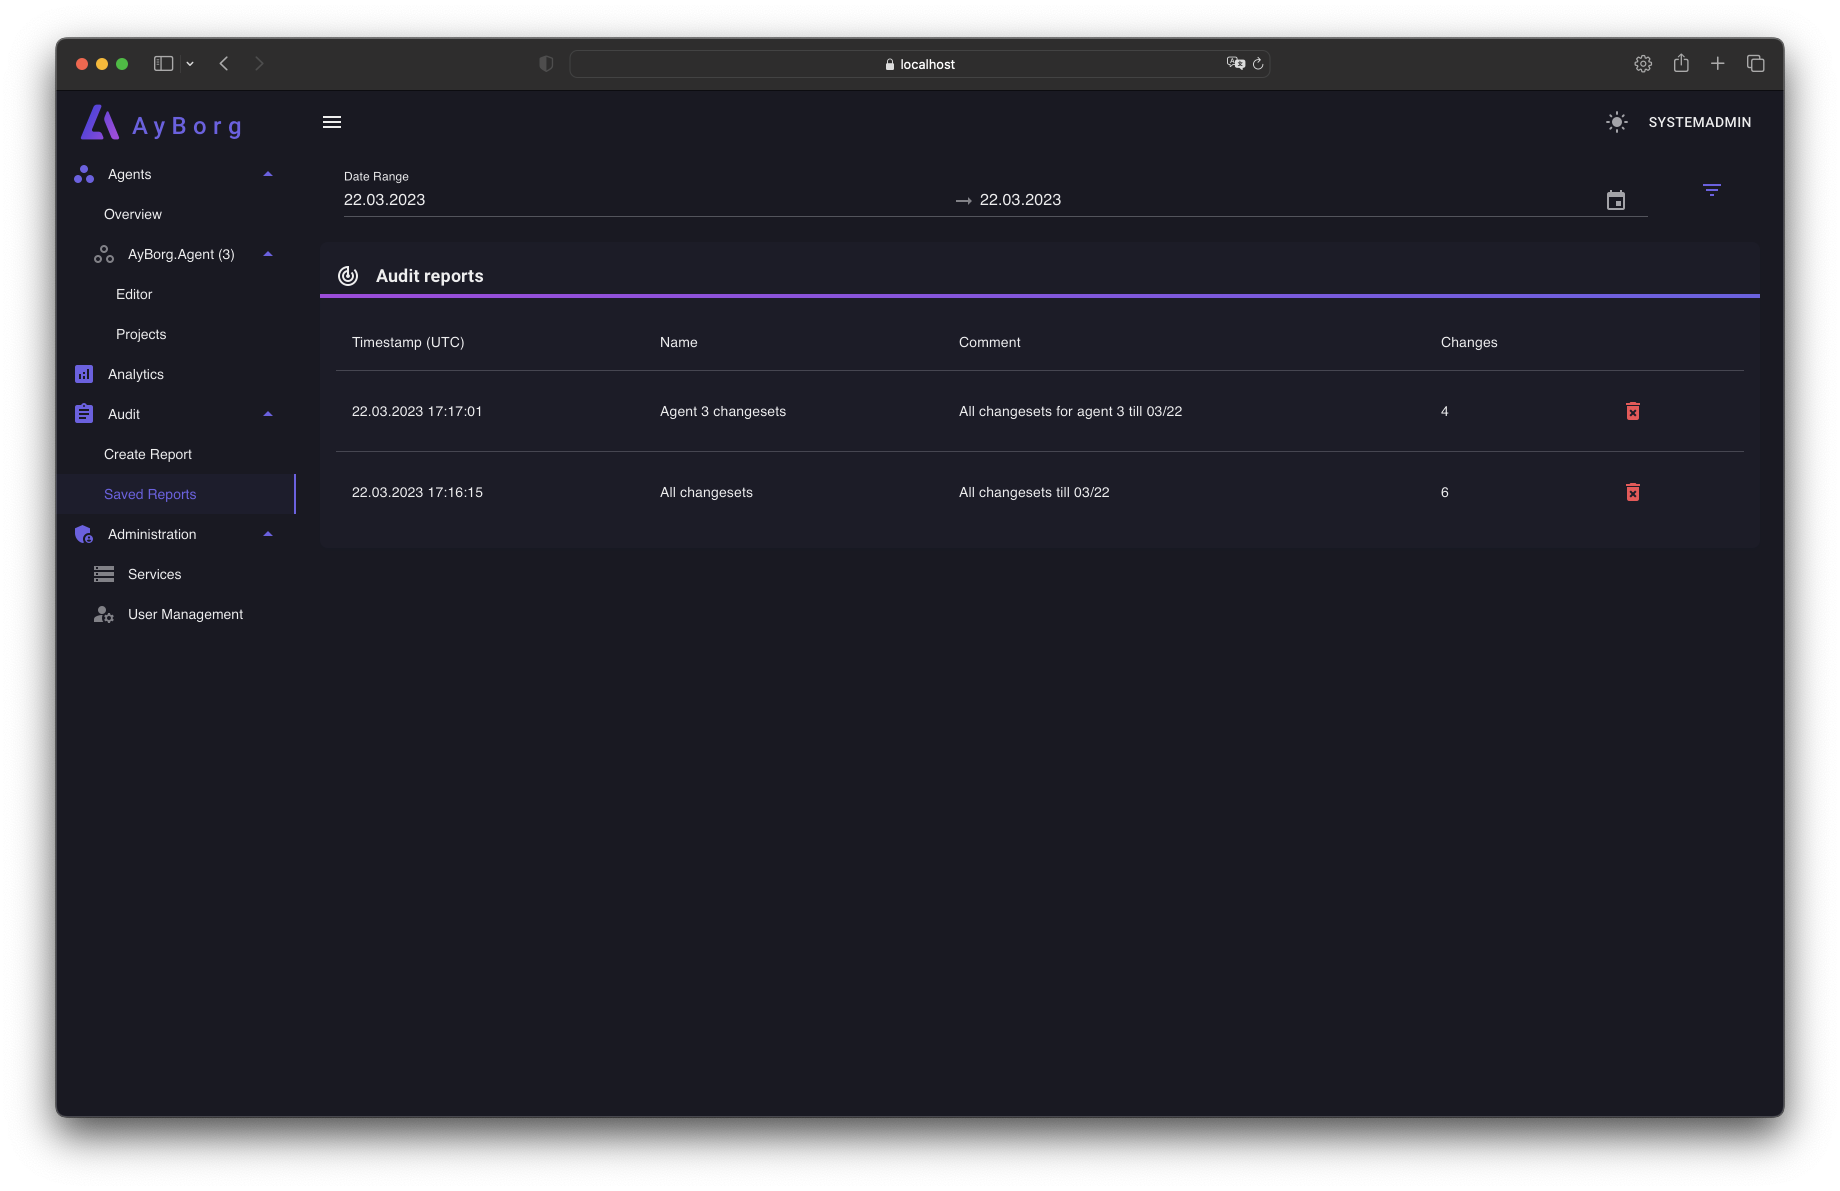 localhost
AyBorg
SYSTEMADMIN
Agents
Overview
AyBorg.Agent (3)
Editor
Projects
Analytics
Audit
Create Report
Saved Reports
Administration
Services
User Management
Date Range
22.03.2023 → 22.03.2023
Audit reports
Timestamp (UTC) Name Comment Changes
22.03.2023 17:17:01 Agent 3 changesets All changesets for agent 3 till 03/22 4
22.03.2023 17:16:15 All changesets All changesets till 03/22 6